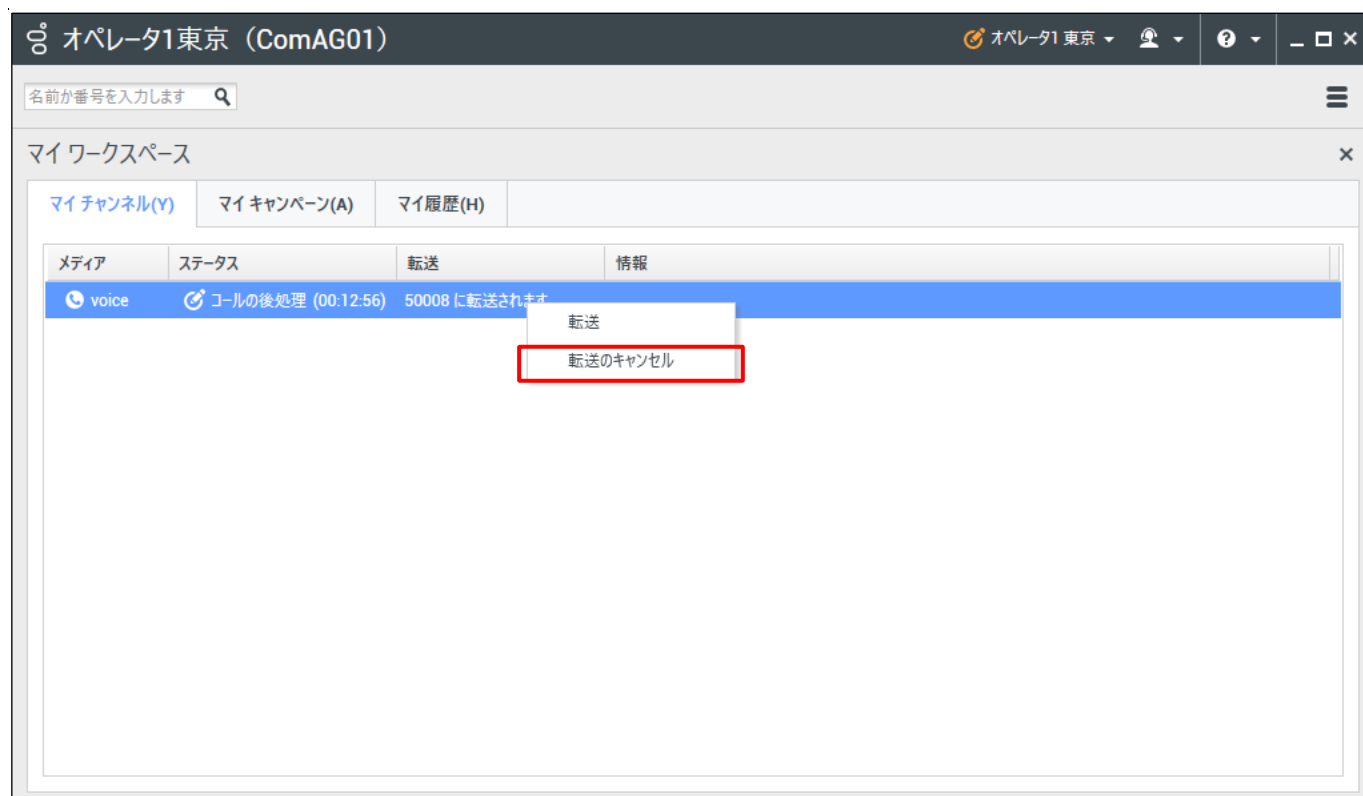 オペレータ1東京（ComAG01）
オペレータ1 東京
名前か番号を入力します
マイ ワークスペース
マイ チャンネル(Y) マイ キャンペーン(A) マイ履歴(H)
メディア ステータス 転送 情報
voice コールの後処理 (00:12:56) 50008 に転送されます
転送
転送のキャンセル